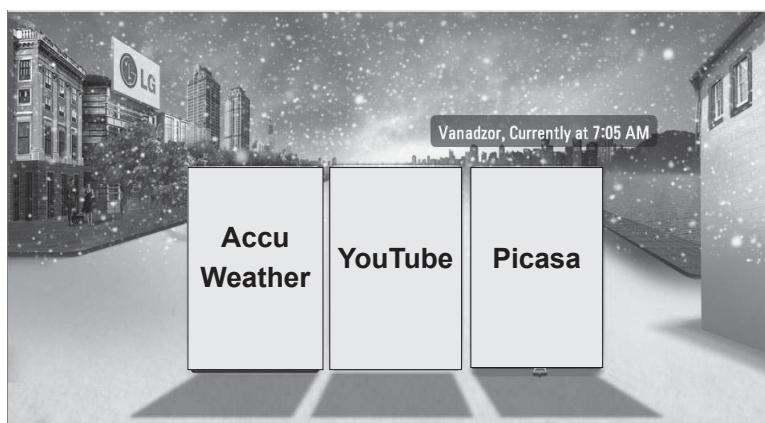 LG
Vanadzor, Currently at 7:05 AM
Accu
Weather
YouTube
Picasa